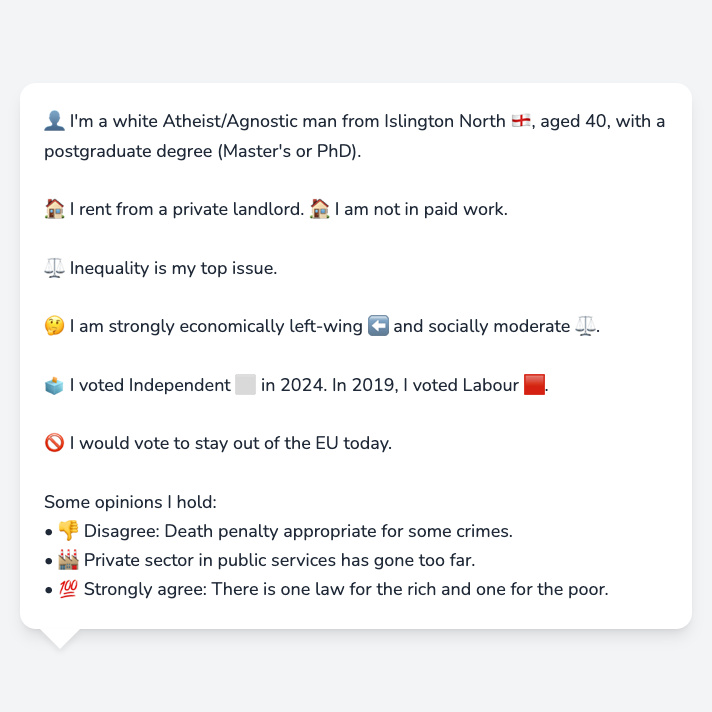 👤 I'm a white Atheist/Agnostic man from Islington North 🏴󠁧󠁢󠁥󠁮󠁧󠁿, aged 40, with a
postgraduate degree (Master's or PhD).
🏠 I rent from a private landlord. 🏠 I am not in paid work.
⚖️ Inequality is my top issue.
🤔 I am strongly economically left-wing ⬅️ and socially moderate ⚖️.
🗳️ I voted Independent ⬜ in 2024. In 2019, I voted Labour 🟥.
🚫 I would vote to stay out of the EU today.
Some opinions I hold:
• 👎 Disagree: Death penalty appropriate for some crimes.
• 🏭 Private sector in public services has gone too far.
• 💯 Strongly agree: There is one law for the rich and one for the poor.